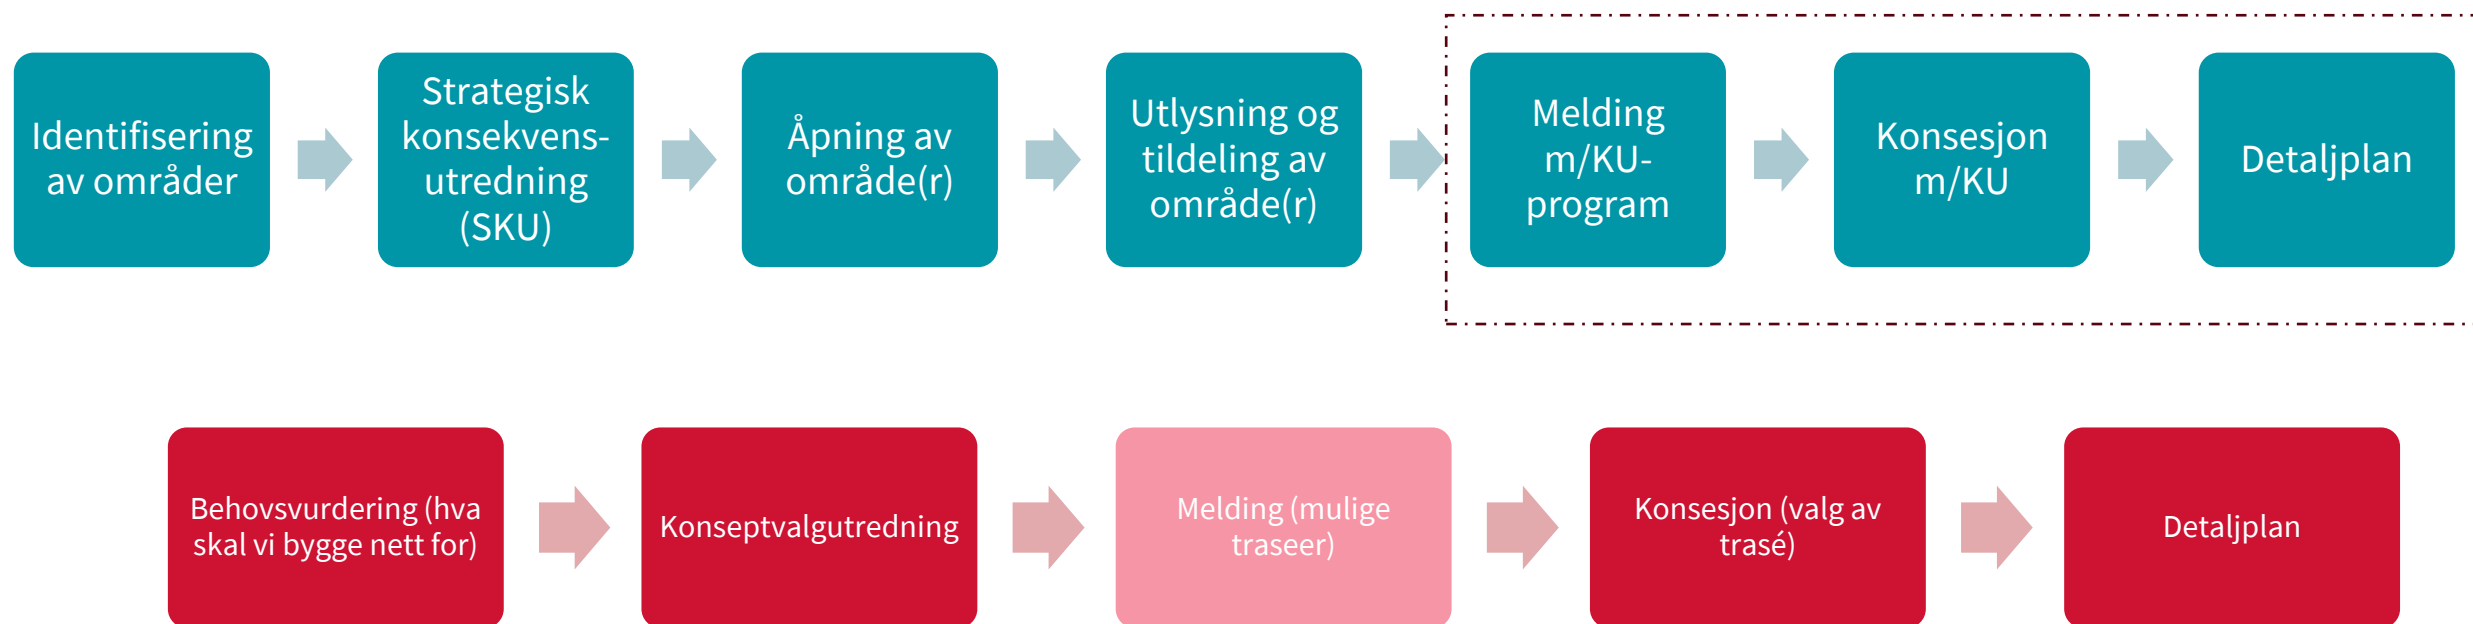 Identifisering
av områder
Strategisk
konsekvens-
utredning
(SKU)
Åpning av
område(r)
Utlysning og
tildeling av
område(r)
Melding
m/KU-
program
Konsesjon
m/KU
Detaljplan
Behovsvurdering (hva
skal vi bygge nett for)
Konseptvalgutredning
Melding (mulige
traseer)
Konsesjon (valg av
trasé)
Detaljplan